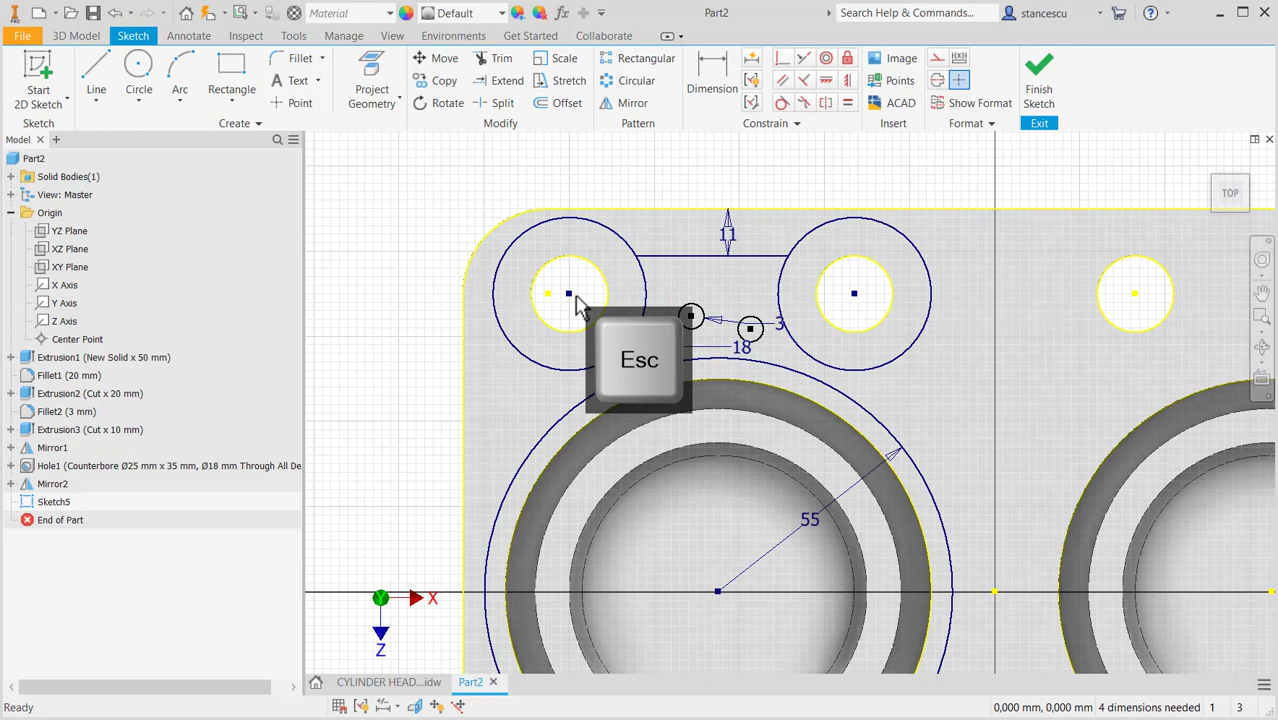 Material
Default
Part2
Search Help & Commands...
stancescu
File
3D Model
Sketch
Annotate
Inspect
Tools
Manage
View
Environments
Get Started
Collaborate
Start
2D Sketch
Line
Circle
Arc
Rectangle
Fillet
Text
Point
Project
Geometry
Move
Copy
Rotate
Trim
Extend
Split
Scale
Stretch
Offset
Rectangular
Circular
Mirror
Dimension
Image
Points
ACAD
Show Format
Finish
Sketch
Sketch
Create
Modify
Pattern
Constrain
Insert
Format
Exit
Model
Part2
Solid Bodies(1)
View: Master
Origin
YZ Plane
XZ Plane
XY Plane
X Axis
Y Axis
Z Axis
Center Point
Extrusion1 (New Solid x 50 mm)
Fillet1 (20 mm)
Extrusion2 (Cut x 20 mm)
Fillet2 (3 mm)
Extrusion3 (Cut x 10 mm)
Mirror1
Hole1 (Counterbore Ø25 mm x 35 mm, Ø18 mm Through All De
Mirror2
Sketch5
End of Part
TOP
11
3
18
Esc
55
X
Y
Z
CYLINDER HEAD...idw
Part2
Ready
0,000 mm, 0,000 mm
4 dimensions needed
1
3